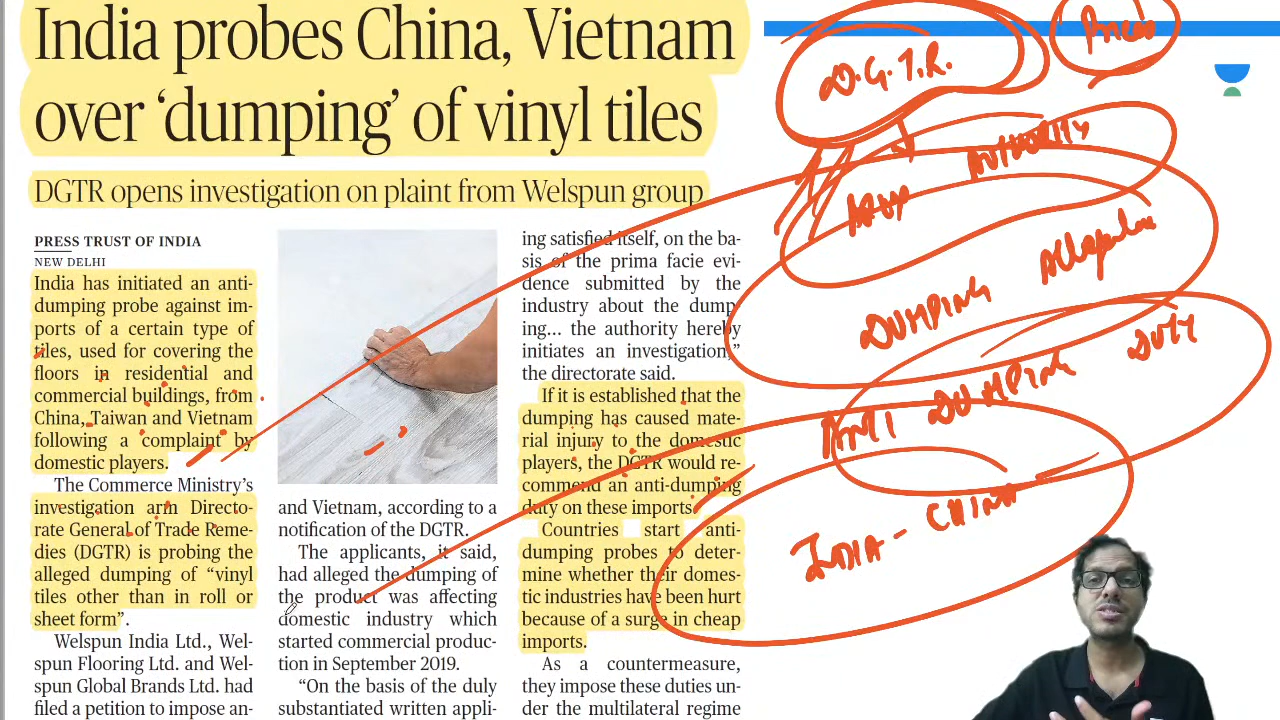 India probes China, Vietnam
over ‘dumping’ of vinyl tiles
DGTR opens investigation on plaint from Welspun group
PRESS TRUST OF INDIA
NEW DELHI
India has initiated an anti-
dumping probe against im-
ports of a certain type of
tiles, used for covering the
floors in residential and
commercial buildings, from
China, Taiwan and Vietnam
following a complaint by
domestic players.
The Commerce Ministry’s
investigation arm Directo-
rate General of Trade Reme-
dies (DGTR) is probing the
alleged dumping of “vinyl
tiles other than in roll or
sheet form”.
Welspun India Ltd., Wel-
spun Flooring Ltd. and Wel-
spun Global Brands Ltd. had
filed a petition to impose an-
and Vietnam, according to a
notification of the DGTR.
The applicants, it said,
had alleged the dumping of
the product was affecting
domestic industry which
started commercial produc-
tion in September 2019.
“On the basis of the duly
substantiated written appli-
ing satisfied itself, on the ba-
sis of the prima facie evi-
dence submitted by the
industry about the dump-
ing... the authority hereby
initiates an investigation,”
the directorate said.
If it is established that the
dumping has caused mate-
rial injury to the domestic
players, the DGTR would re-
commend an anti-dumping
duty on these imports.
Countries start anti-
dumping probes to deter-
mine whether their domes-
tic industries have been hurt
because of a surge in cheap
imports.
As a countermeasure,
they impose these duties un-
der the multilateral regime
D.G.T.R.
AUTHORITY
DUMPING
ANTI DUMPING DUTY
INDIA - CHINA